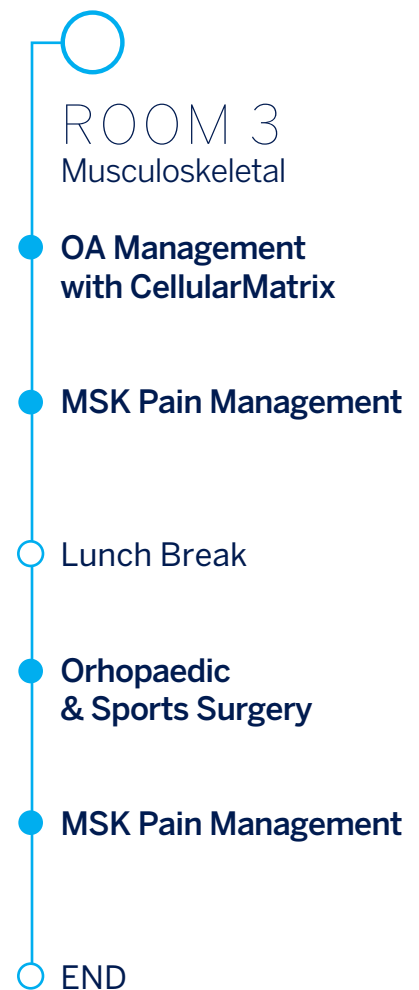 ROOM 3
Musculoskeletal
OA Management
with CellularMatrix
MSK Pain Management
Lunch Break
Orhopaedic
& Sports Surgery
MSK Pain Management
END